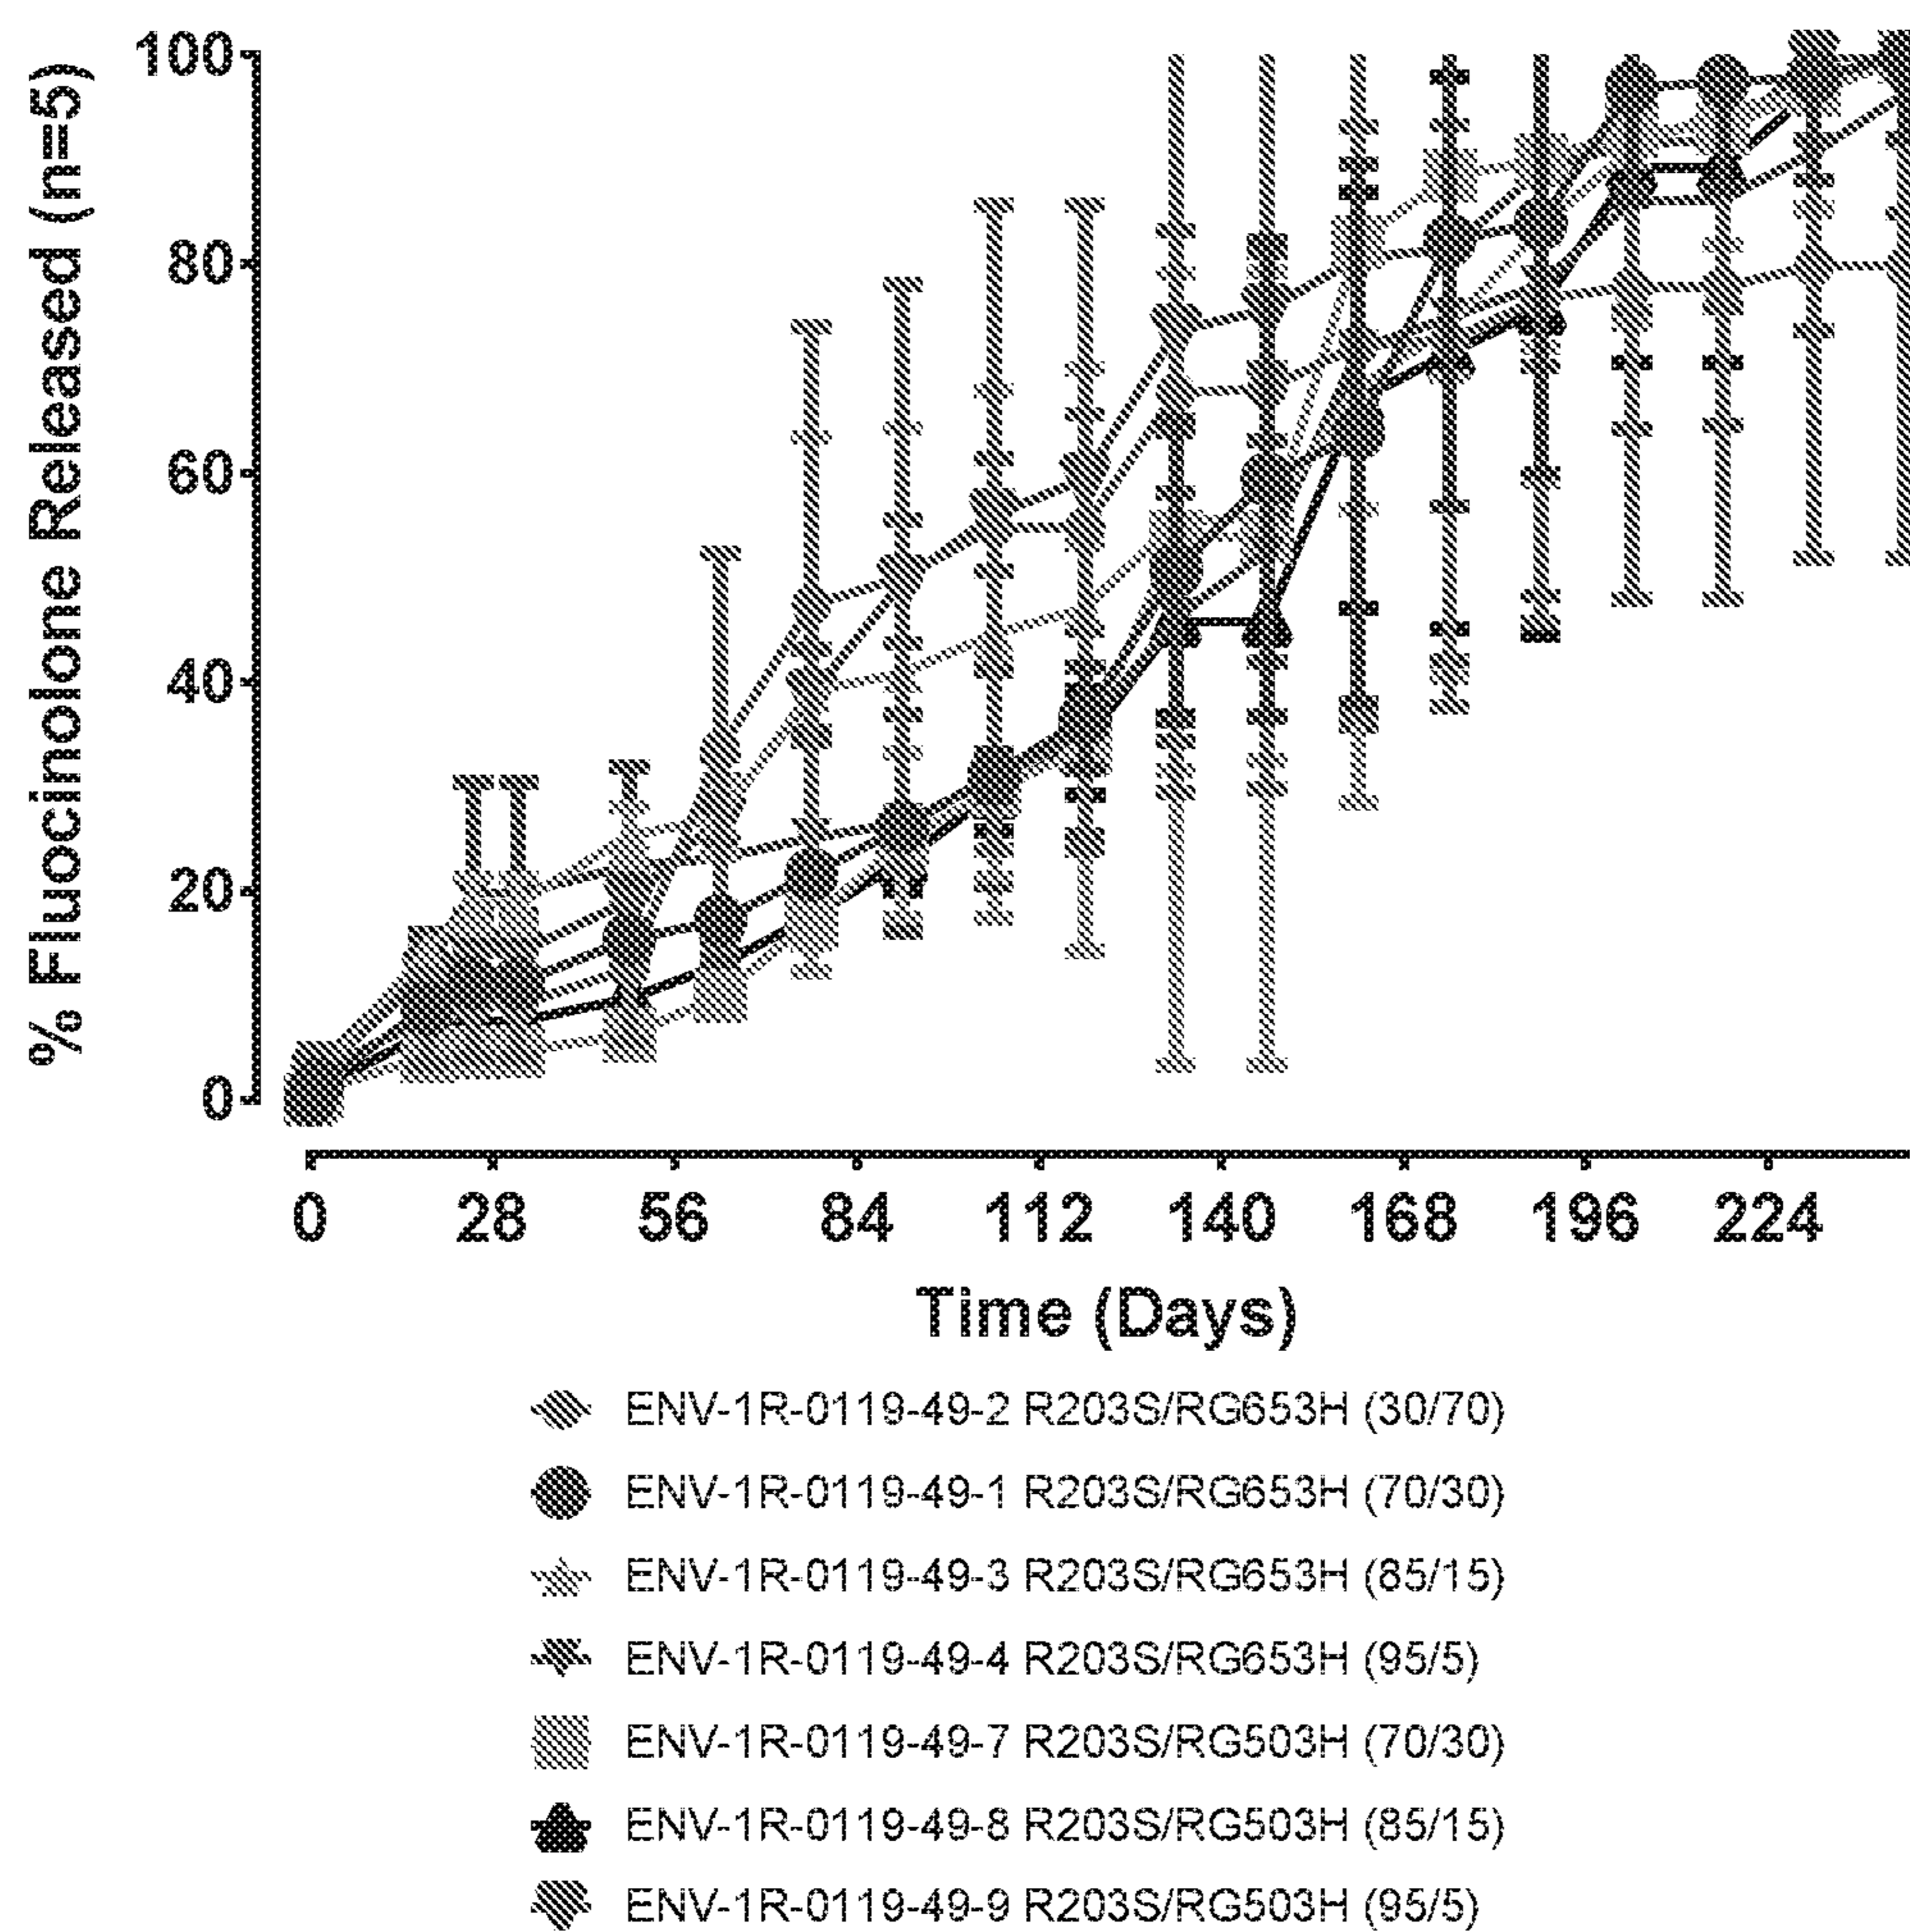 % Fluocinolone Released (n=5)
100
80
60
40
20
0
0 28 56 84 112 140 168 196 224
Time (Days)
ENV-1R-0119-49-2 R203S/RG653H (30/70)
ENV-1R-0119-49-1 R203S/RG653H (70/30)
ENV-1R-0119-49-3 R203S/RG653H (85/15)
ENV-1R-0119-49-4 R203S/RG653H (95/5)
ENV-1R-0119-49-7 R203S/RG503H (70/30)
ENV-1R-0119-49-8 R203S/RG503H (85/15)
ENV-1R-0119-49-9 R203S/RG503H (95/5)